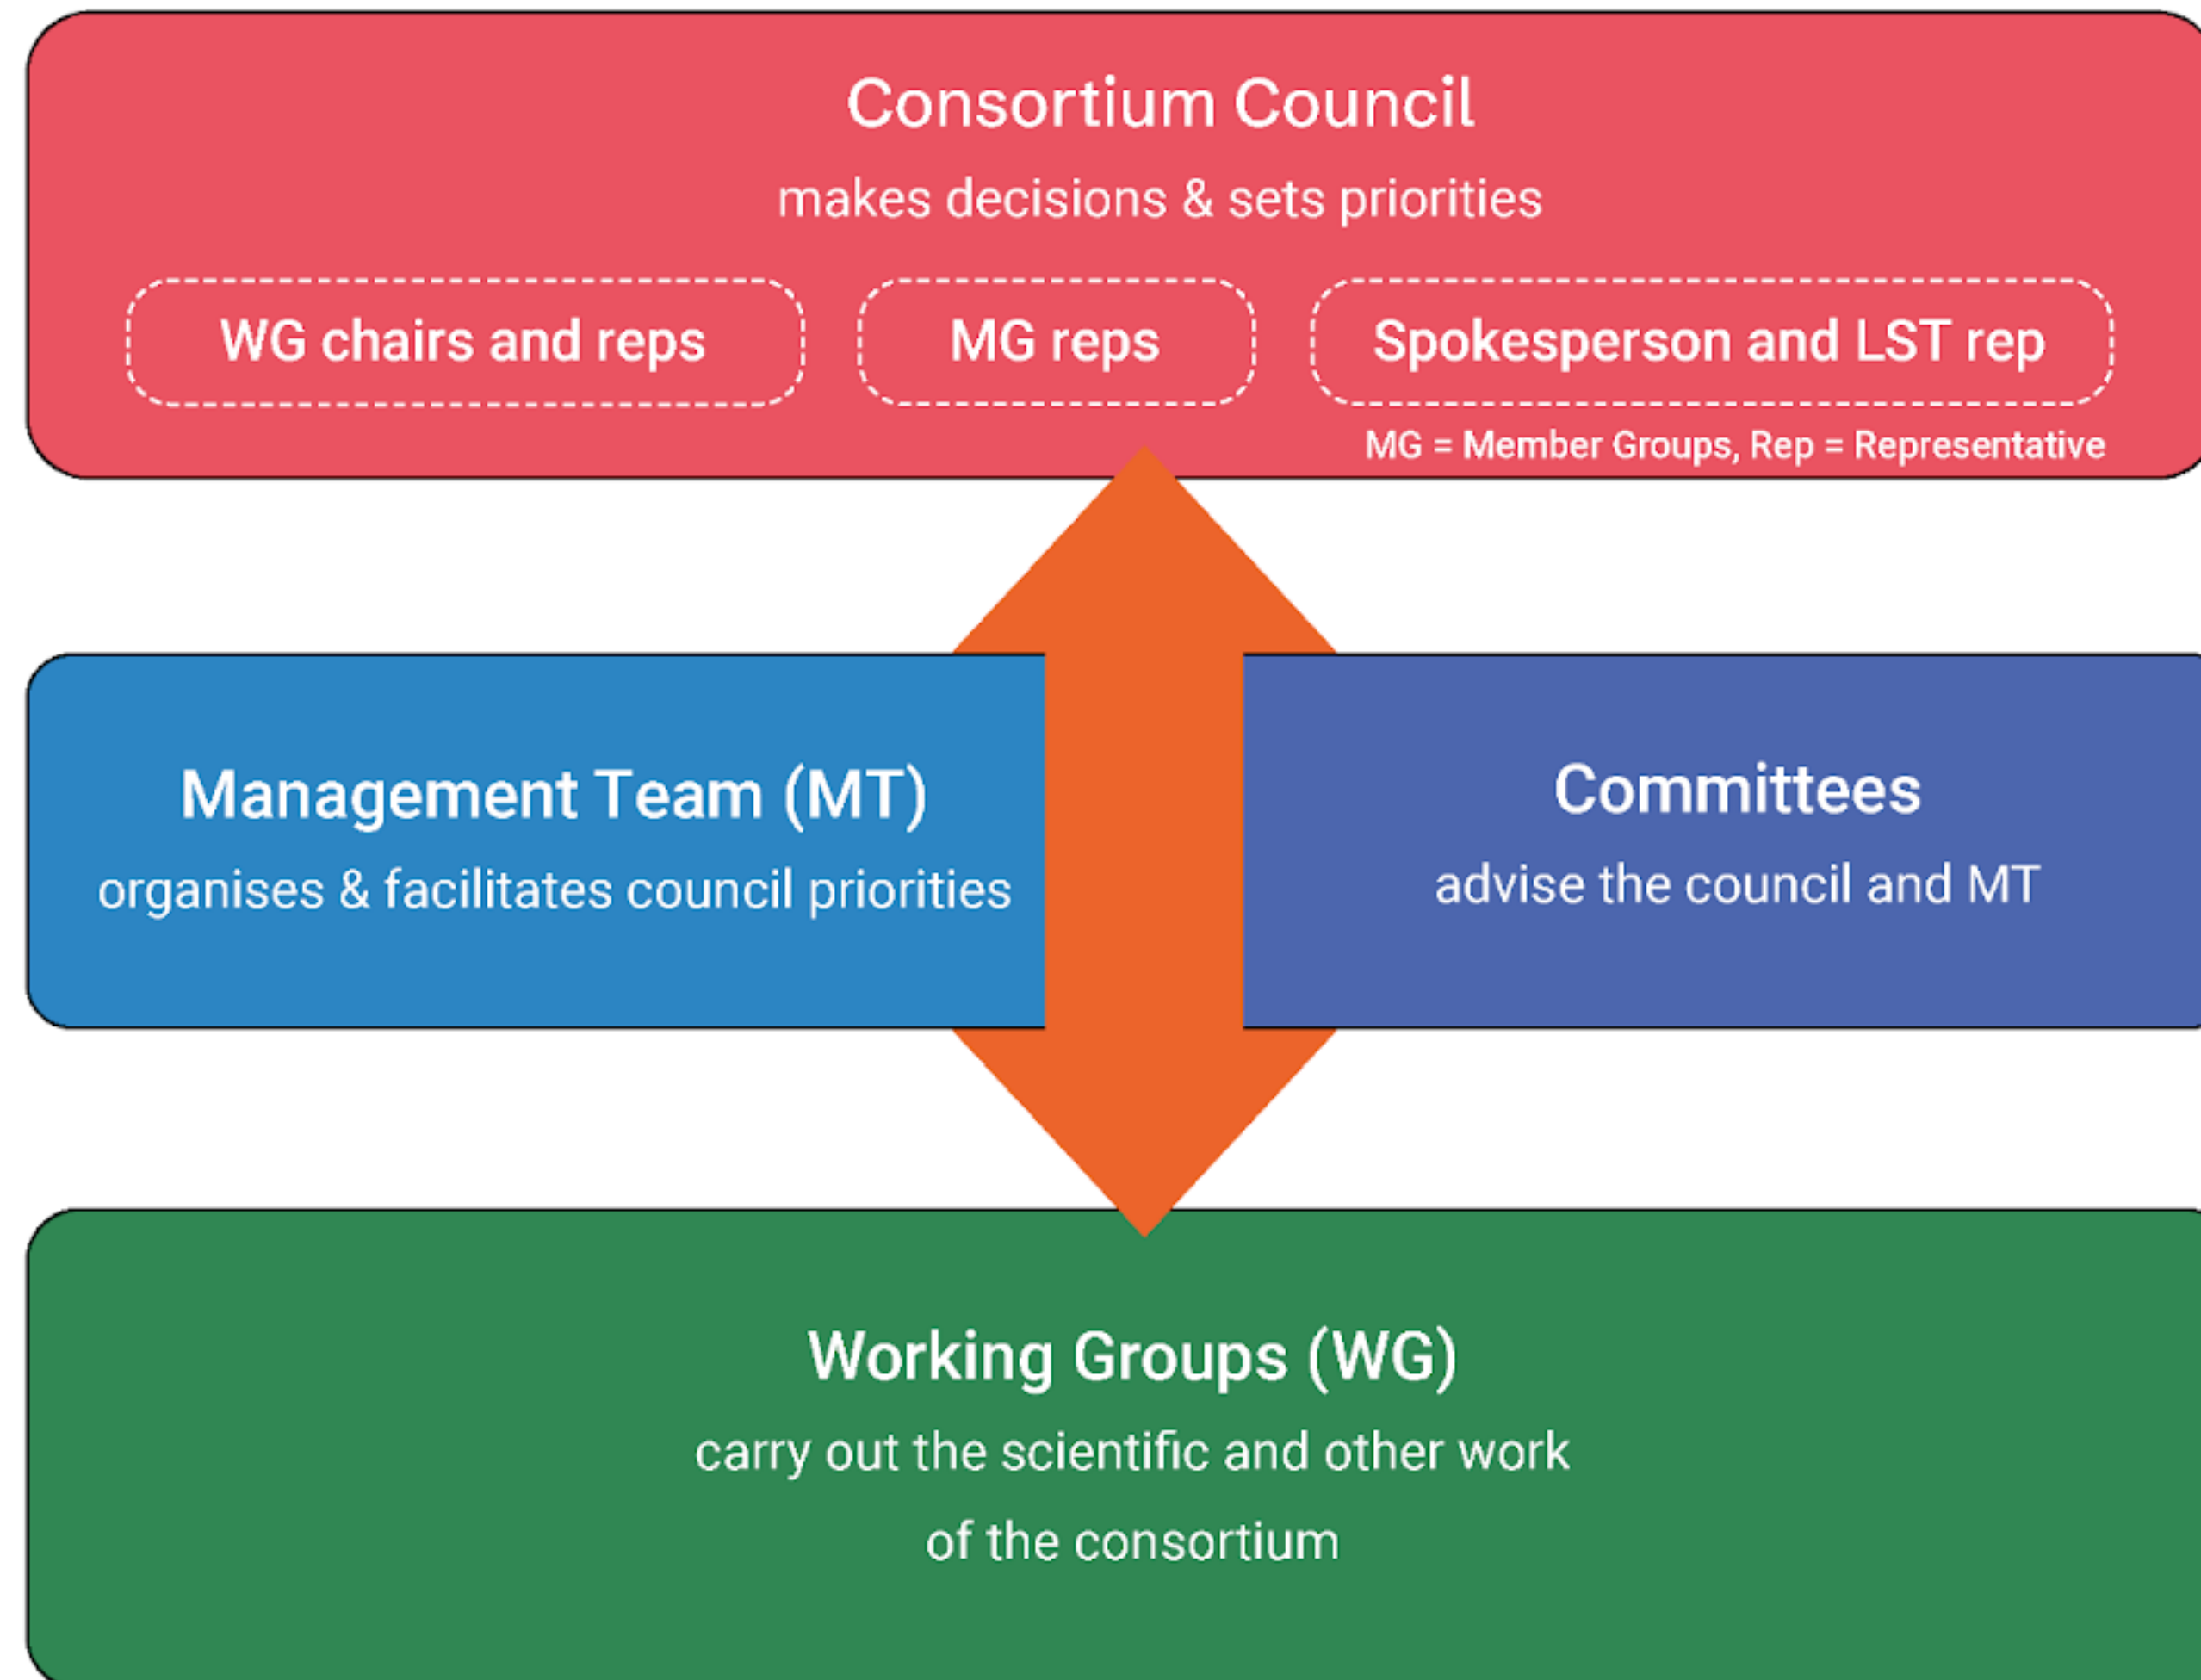 Consortium Council
makes decisions & sets priorities
WG chairs and reps
MG reps
Spokesperson and LST rep
MG = Member Groups, Rep = Representative
Management Team (MT)
organises & facilitates council priorities
Committees
advise the council and MT
Working Groups (WG)
carry out the scientific and other work
of the consortium